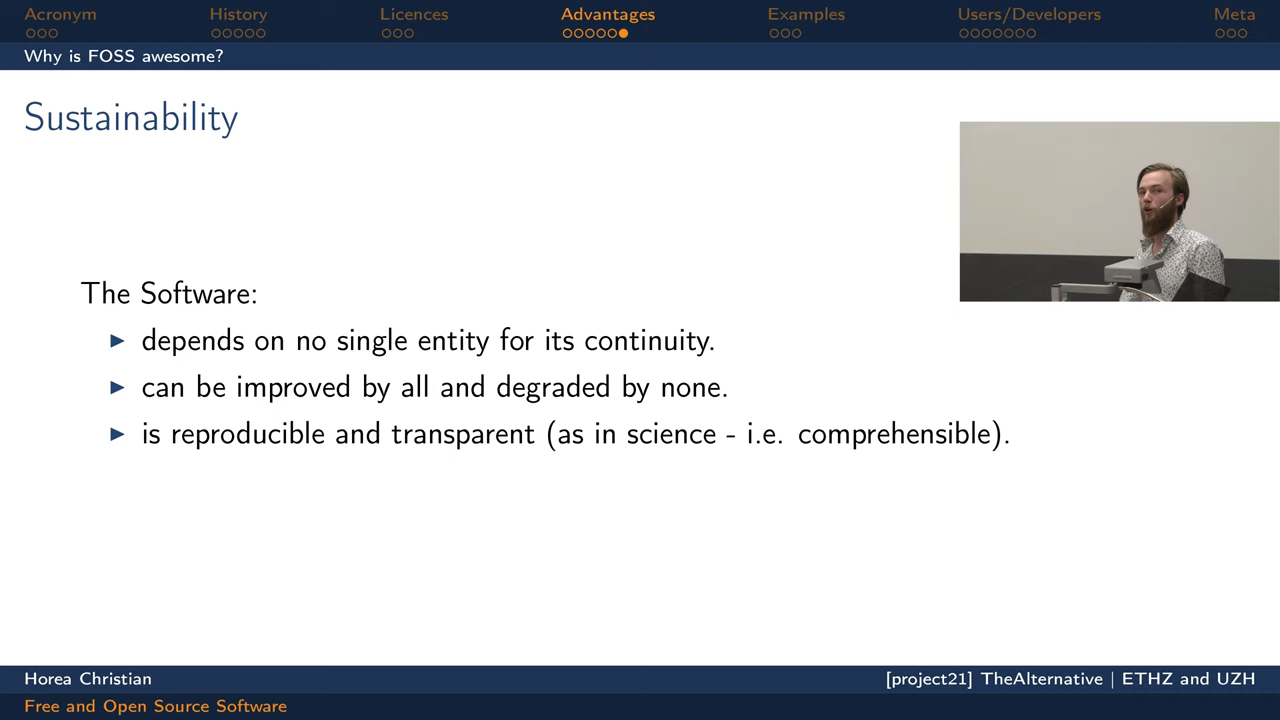 Acronym History Licences Advantages Examples Users/Developers Meta
Why is FOSS awesome?
Sustainability
The Software:
depends on no single entity for its continuity.
can be improved by all and degraded by none.
is reproducible and transparent (as in science - i.e. comprehensible).
Horea Christian [project21] TheAlternative | ETHZ and UZH
Free and Open Source Software